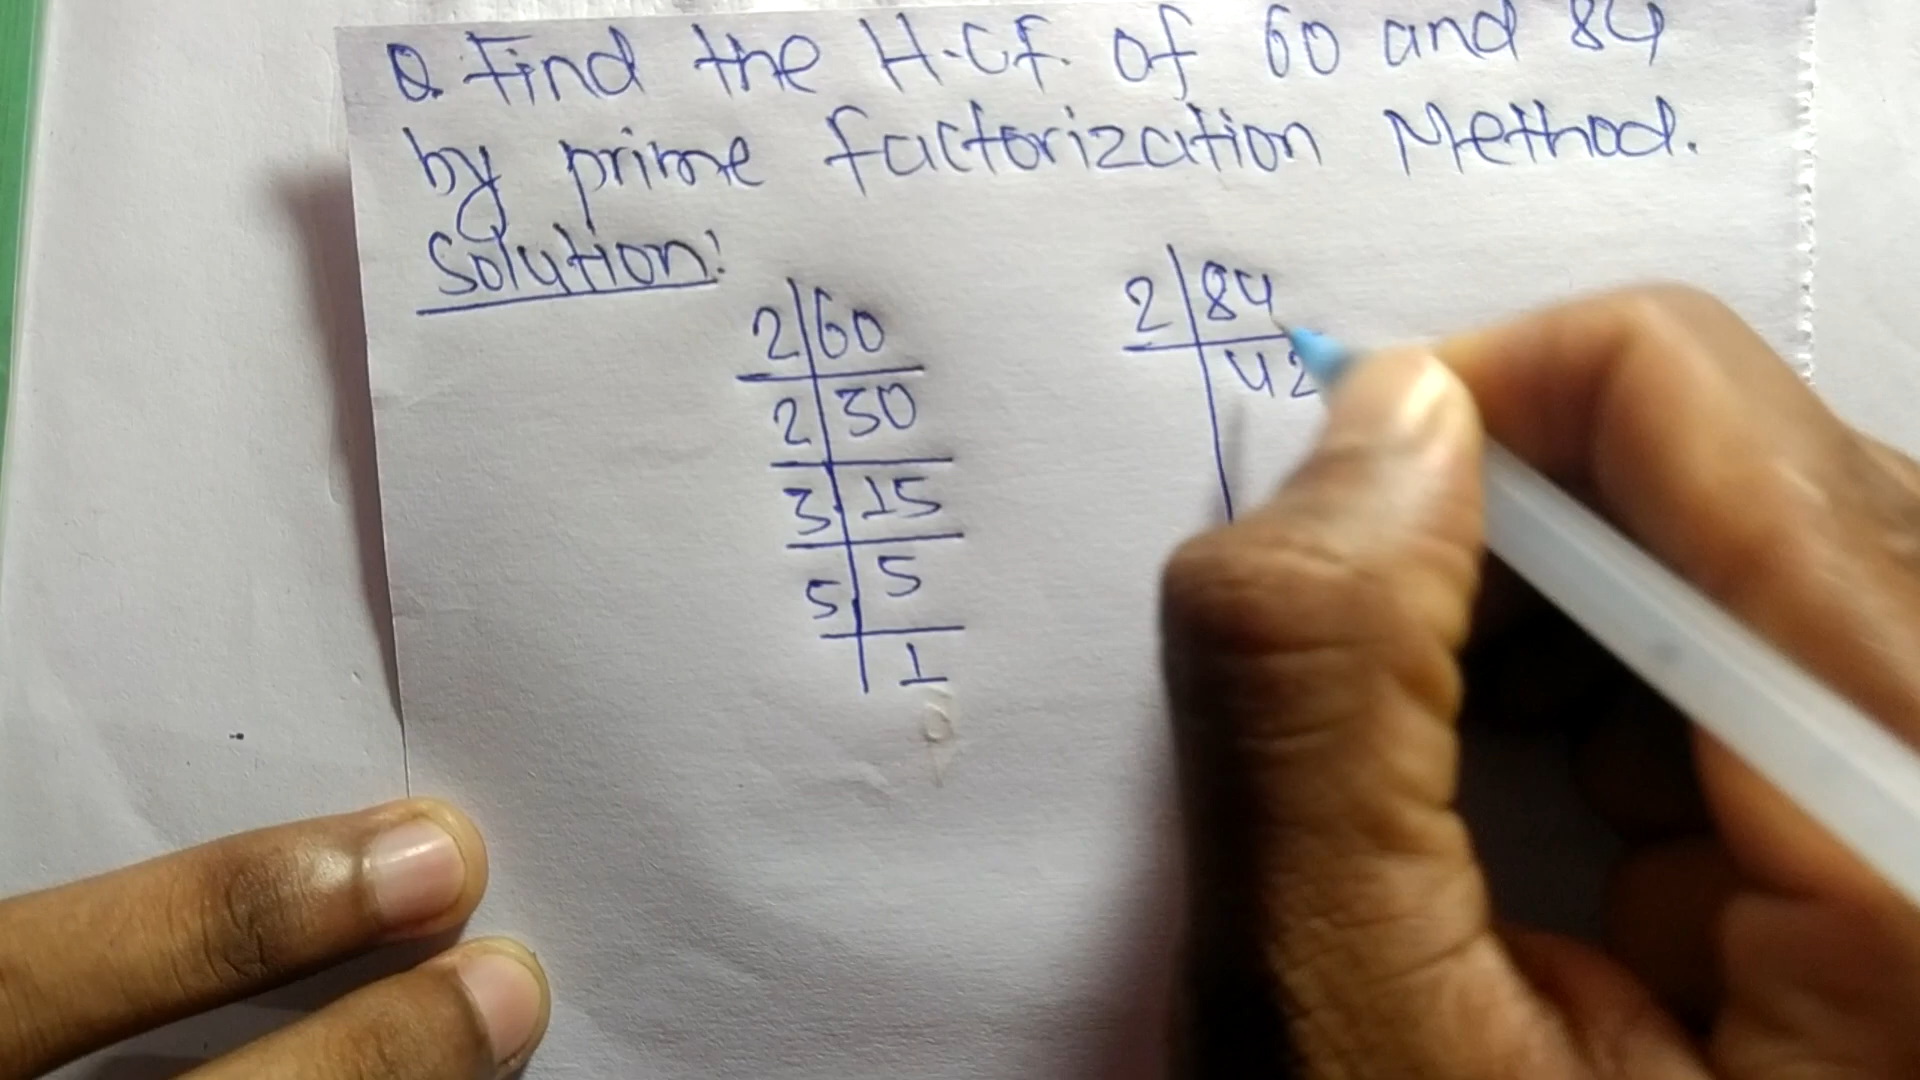 Q. Find the H.C.F. of 60 and 84
by prime factorization Method.
Solution:
2 60
2 30
3 15
5 5
1
2 84
42